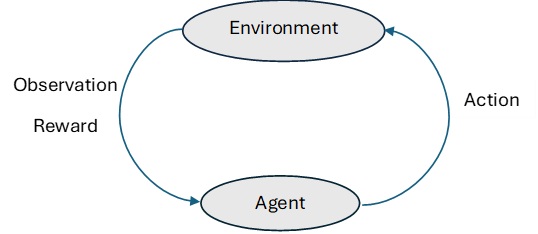 Environment
Observation
Reward
Action
Agent